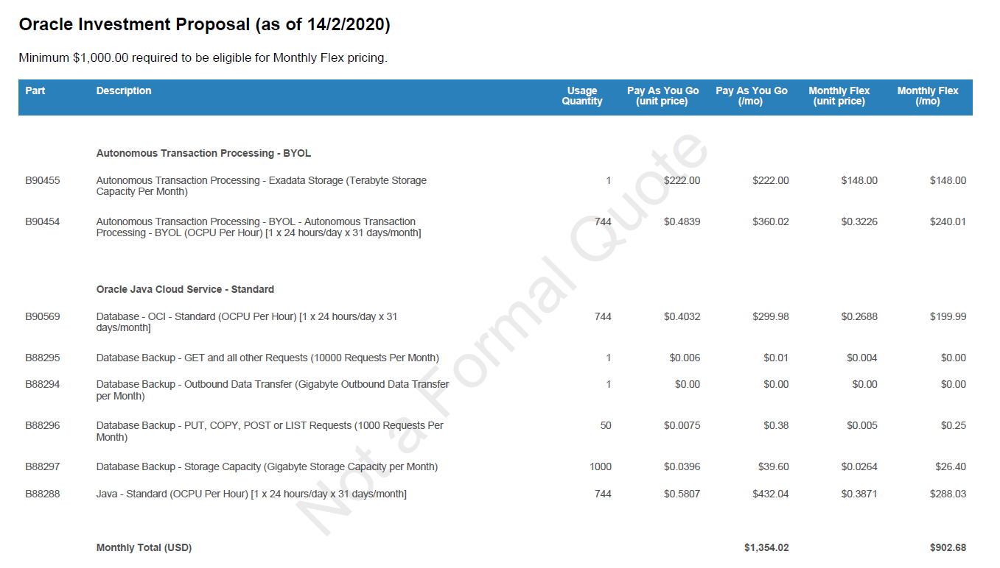 Oracle Investment Proposal (as of 14/2/2020)
Minimum $1,000.00 required to be eligible for Monthly Flex pricing.
Part Description Usage Quantity Pay As You Go (unit price) Pay As You Go (/mo) Monthly Flex (unit price) Monthly Flex (/mo)
Autonomous Transaction Processing - BYOL
B90455 Autonomous Transaction Processing - Exadata Storage (Terabyte Storage 1 $222.00 $222.00 $148.00 $148.00
Capacity Per Month)
B90454 Autonomous Transaction Processing - BYOL - Autonomous Transaction 744 $0.4839 $360.02 $0.3226 $240.01
Processing - BYOL (OCPU Per Hour) [1 x 24 hours/day x 31 days/month]
Oracle Java Cloud Service - Standard
B90569 Database - OCI - Standard (OCPU Per Hour) [1 x 24 hours/day x 31 744 $0.4032 $299.98 $0.2688 $199.99
days/month]
B88295 Database Backup - GET and all other Requests (10000 Requests Per Month) 1 $0.006 $0.01 $0.004 $0.00
B88294 Database Backup - Outbound Data Transfer (Gigabyte Outbound Data Transfer 1 $0.00 $0.00 $0.00 $0.00
per Month)
B88296 Database Backup - PUT, COPY, POST or LIST Requests (1000 Requests Per 50 $0.0075 $0.38 $0.005 $0.25
Month)
B88297 Database Backup - Storage Capacity (Gigabyte Storage Capacity per Month) 1000 $0.0396 $39.60 $0.0264 $26.40
B88288 Java - Standard (OCPU Per Hour) [1 x 24 hours/day x 31 days/month] 744 $0.5807 $432.04 $0.3871 $288.03
Monthly Total (USD) $1,354.02 $902.68
Not a Formal Quote